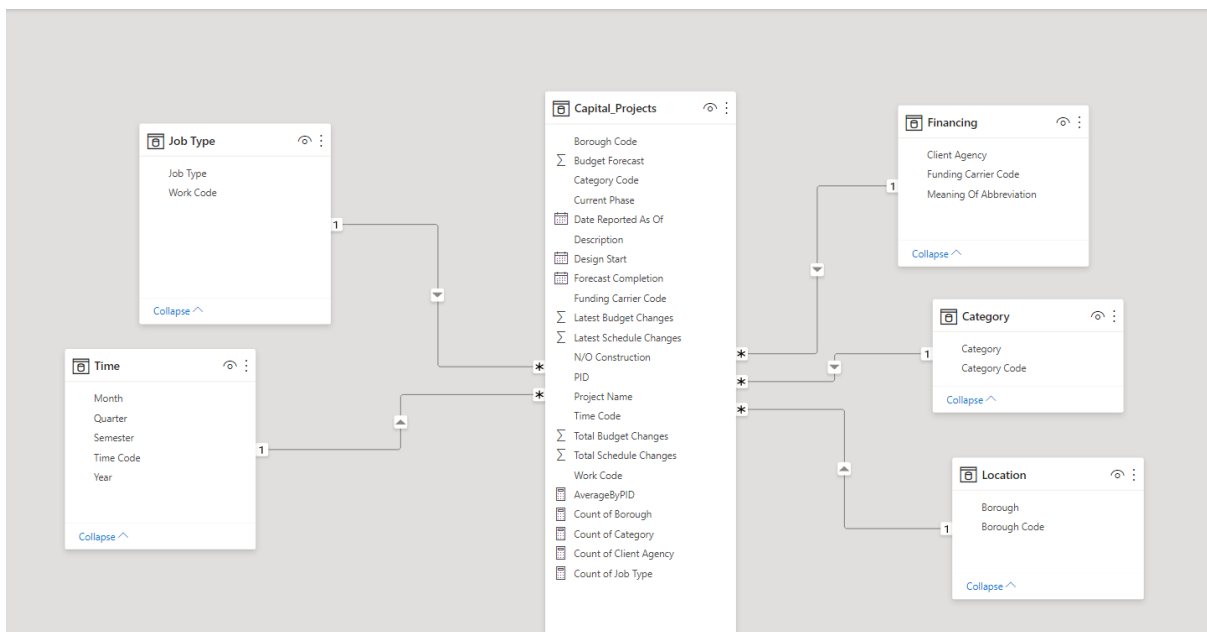 Job Type
Job Type
Work Code
1
Collapse
Time
Month
Quarter
Semester
Time Code
Year
1
Collapse
Capital_Projects
Borough Code
Σ Budget Forecast
Category Code
Current Phase
Date Reported As Of
Description
Design Start
Forecast Completion
Funding Carrier Code
Σ Latest Budget Changes
Σ Latest Schedule Changes
N/O Construction
PID
Project Name
Time Code
Σ Total Budget Changes
Σ Total Schedule Changes
Work Code
AverageByPID
Count of Borough
Count of Category
Count of Client Agency
Count of Job Type
*
*
*
*
*
Financing
Client Agency
Funding Carrier Code
Meaning Of Abbreviation
1
Collapse
Category
Category
Category Code
1
Collapse
Location
Borough
Borough Code
1
Collapse